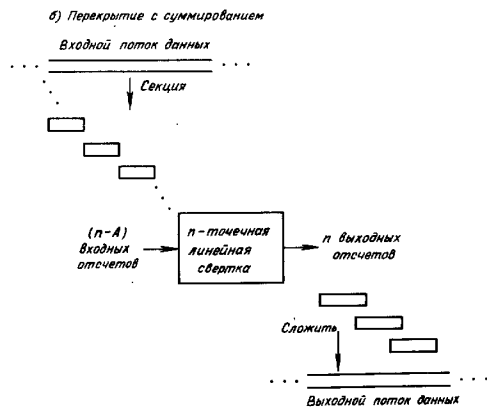 б) Перекрытие с суммированием
Входной поток данных
Секция
(n-A)
входных
отсчетов
n-точечная
линейная
свертка
n выходных
отсчетов
Сложить
Выходной поток данных